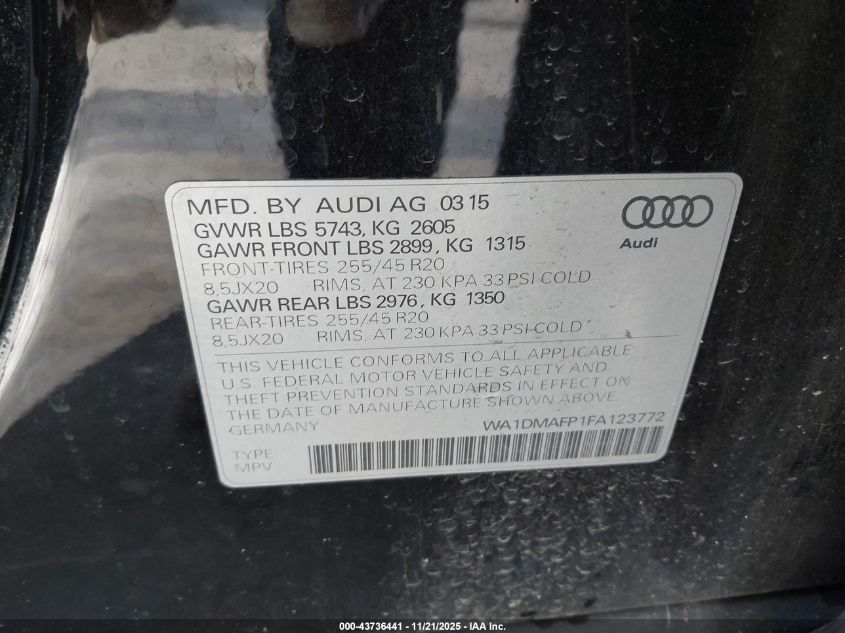 MFD. BY AUDI AG 0315
GVWR LBS 5743, KG 2605
GAWR FRONT LBS 2899, KG 1315
FRONT-TIRES 255/45 R20
8,5JX20 RIMS, AT 230 KPA 33 PSI-COLD
GAWR REAR LBS 2976, KG 1350
REAR-TIRES 255/45 R20
8,5JX20 RIMS, AT 230 KPA 33 PSI-COLD
Audi
THIS VEHICLE CONFORMS TO ALL APPLICABLE
U.S. FEDERAL MOTOR VEHICLE SAFETY AND
THEFT PREVENTION STANDARDS IN EFFECT ON
THE DATE OF MANUFACTURE SHOWN ABOVE.
GERMANY WA1DMAFP1FA123772
TYPE
MPV
000-43736441 - 11/21/2025 - IAA Inc.